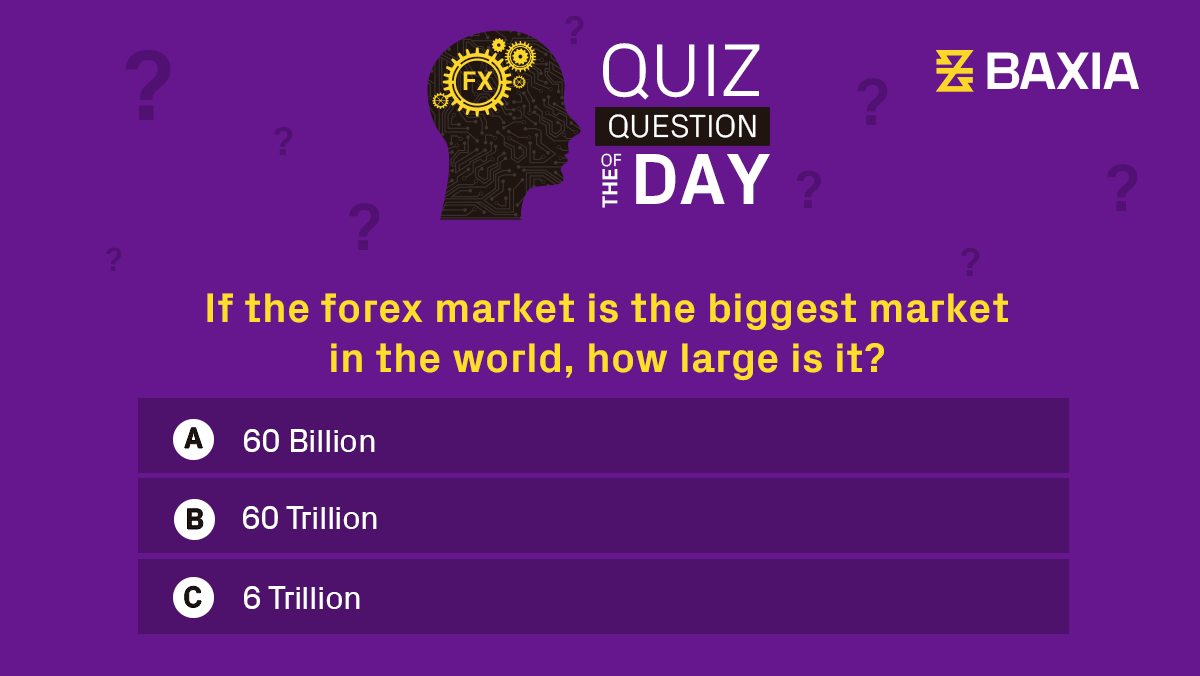 FX
QUIZ
QUESTION
OF THE DAY
BAXIA
If the forex market is the biggest market
in the world, how large is it?
A 60 Billion
B 60 Trillion
C 6 Trillion
? ? ? ? ? ? ? ? ?